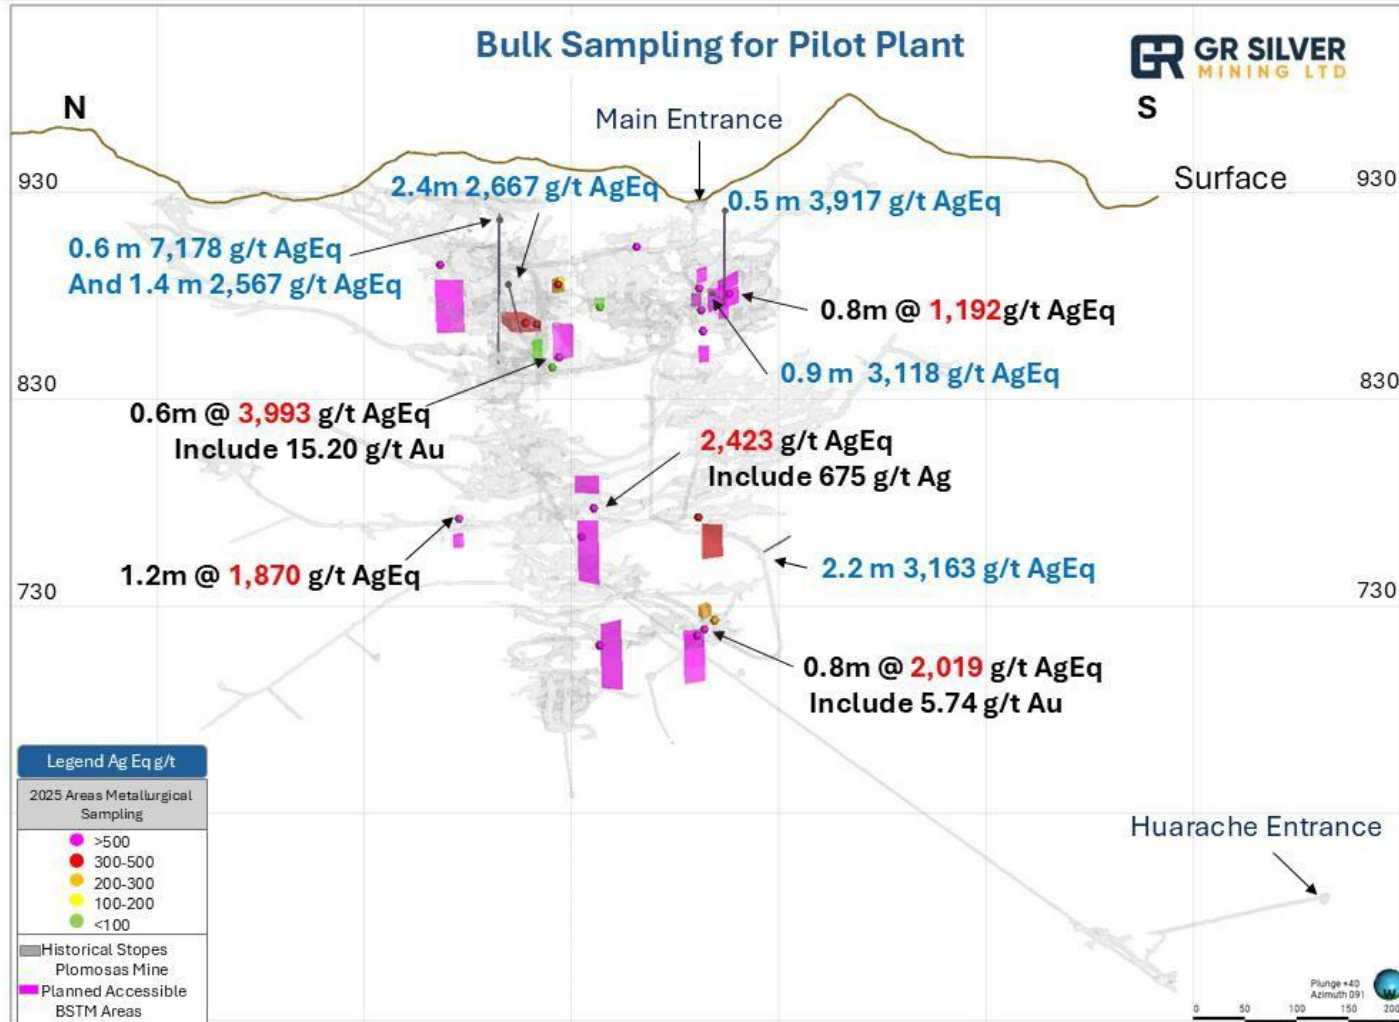 Bulk Sampling for Pilot Plant
GR GR SILVER
MINING LTD
N
S
Main Entrance
Surface
930
930
2.4m 2,667 g/t AgEq
0.5 m 3,917 g/t AgEq
0.6 m 7,178 g/t AgEq
And 1.4 m 2,567 g/t AgEq
0.8m @ 1,192g/t AgEq
0.9 m 3,118 g/t AgEq
830
830
0.6m @ 3,993 g/t AgEq
Include 15.20 g/t Au
2,423 g/t AgEq
Include 675 g/t Ag
1.2m @ 1,870 g/t AgEq
2.2 m 3,163 g/t AgEq
730
730
0.8m @ 2,019 g/t AgEq
Include 5.74 g/t Au
Legend Ag Eq g/t
2025 Areas Metallurgical
Sampling
>500
300-500
200-300
100-200
<100
Historical Stopes
Plomosas Mine
Planned Accessible
BSTM Areas
Huarache Entrance
Plunge +40
Azimuth 091
W
0 50 100 150 200